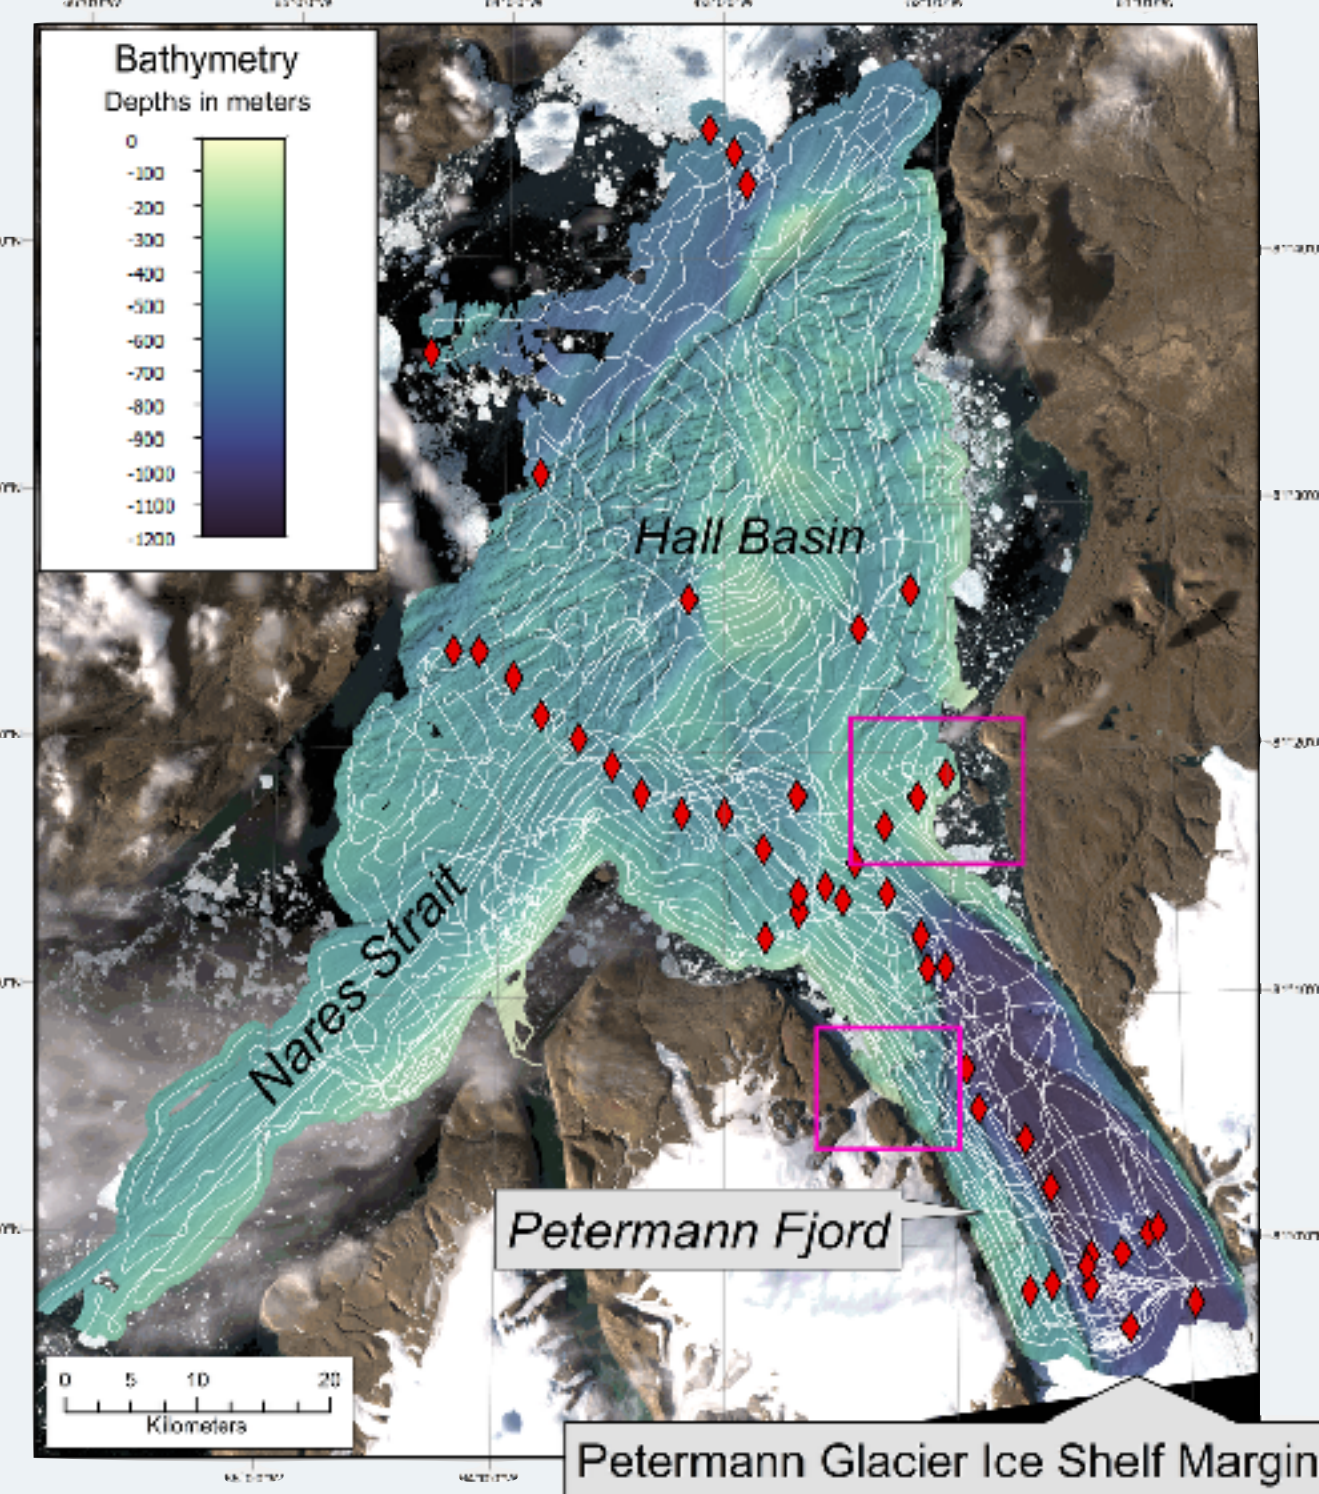 Bathymetry
Depths in meters
0
-100
-200
-300
-400
-500
-600
-700
-800
-900
-1000
-1100
-1200
Hall Basin
Nares Strait
Petermann Fjord
0 5 10 20
Kilometers
Petermann Glacier Ice Shelf Margin